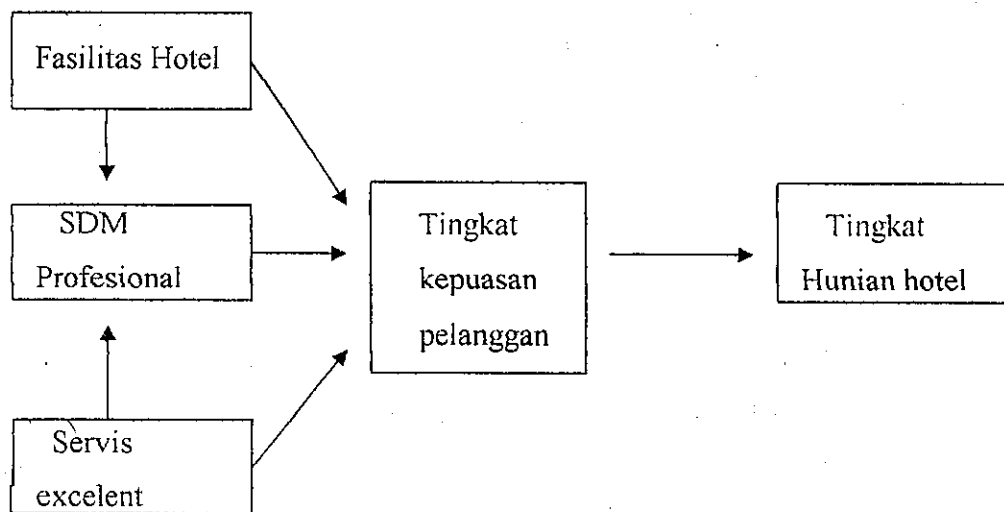 Fasilitas Hotel
SDM
Profesional
Servis
excelent
Tingkat
kepuasan
pelanggan
Tingkat
Hunian hotel